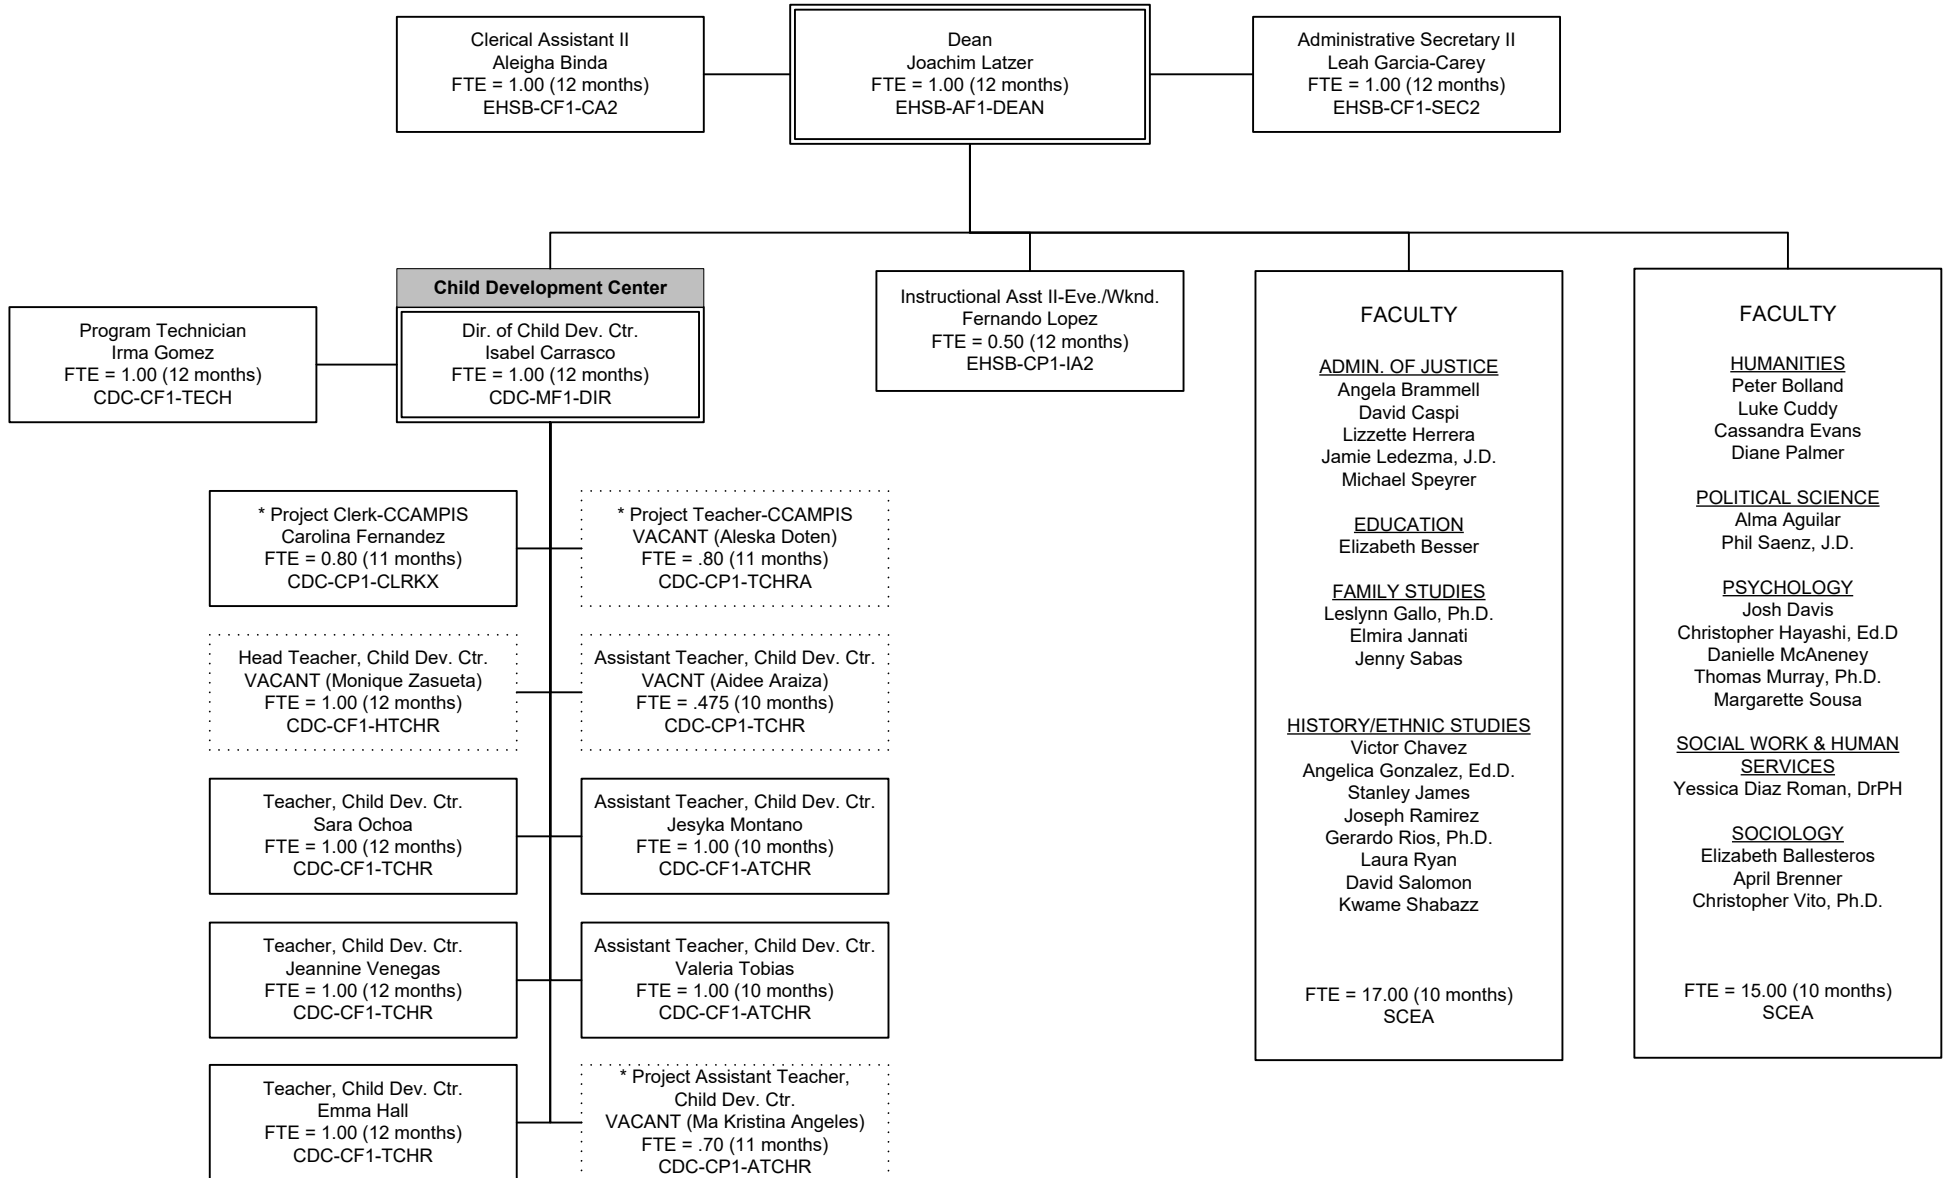 Clerical Assistant II
Aleigha Binda
FTE = 1.00 (12 months)
EHSB-CF1-CA2
Dean
Joachim Latzer
FTE = 1.00 (12 months)
EHSB-AF1-DEAN
Administrative Secretary II
Leah Garcia-Carey
FTE = 1.00 (12 months)
EHSB-CF1-SEC2
Program Technician
Irma Gomez
FTE = 1.00 (12 months)
CDC-CF1-TECH
Child Development Center
Dir. of Child Dev. Ctr.
Isabel Carrasco
FTE = 1.00 (12 months)
CDC-MF1-DIR
Instructional Asst II-Eve./Wknd.
Fernando Lopez
FTE = 0.50 (12 months)
EHSB-CP1-IA2
* Project Clerk-CCAMPIS
Carolina Fernandez
FTE = 0.80 (11 months)
CDC-CP1-CLRKX
* Project Teacher-CCAMPIS
VACANT (Aleska Doten)
FTE = .80 (11 months)
CDC-CP1-TCHRA
Head Teacher, Child Dev. Ctr.
VACANT (Monique Zasueta)
FTE = 1.00 (12 months)
CDC-CF1-HTCHR
Assistant Teacher, Child Dev. Ctr.
VACNT (Aidee Araiza)
FTE = .475 (10 months)
CDC-CP1-TCHR
Teacher, Child Dev. Ctr.
Sara Ochoa
FTE = 1.00 (12 months)
CDC-CF1-TCHR
Assistant Teacher, Child Dev. Ctr.
Jesyka Montano
FTE = 1.00 (10 months)
CDC-CF1-ATCHR
Teacher, Child Dev. Ctr.
Jeannine Venegas
FTE = 1.00 (12 months)
CDC-CF1-TCHR
Assistant Teacher, Child Dev. Ctr.
Valeria Tobias
FTE = 1.00 (10 months)
CDC-CF1-ATCHR
Teacher, Child Dev. Ctr.
Emma Hall
FTE = 1.00 (12 months)
CDC-CF1-TCHR
* Project Assistant Teacher,
Child Dev. Ctr.
VACANT (Ma Kristina Angeles)
FTE = .70 (11 months)
CDC-CP1-ATCHR
FACULTY
ADMIN. OF JUSTICE
Angela Brammell
David Caspi
Lizzette Herrera
Jamie Ledezma, J.D.
Michael Speyrer
EDUCATION
Elizabeth Besser
FAMILY STUDIES
Leslynn Gallo, Ph.D.
Elmira Jannati
Jenny Sabas
HISTORY/ETHNIC STUDIES
Victor Chavez
Angelica Gonzalez, Ed.D.
Stanley James
Joseph Ramirez
Gerardo Rios, Ph.D.
Laura Ryan
David Salomon
Kwame Shabazz
FTE = 17.00 (10 months)
SCEA
FACULTY
HUMANITIES
Peter Bolland
Luke Cuddy
Cassandra Evans
Diane Palmer
POLITICAL SCIENCE
Alma Aguilar
Phil Saenz, J.D.
PSYCHOLOGY
Josh Davis
Christopher Hayashi, Ed.D
Danielle McAneney
Thomas Murray, Ph.D.
Margarette Sousa
SOCIAL WORK & HUMAN
SERVICES
Yessica Diaz Roman, DrPH
SOCIOLOGY
Elizabeth Ballesteros
April Brenner
Christopher Vito, Ph.D.
FTE = 15.00 (10 months)
SCEA